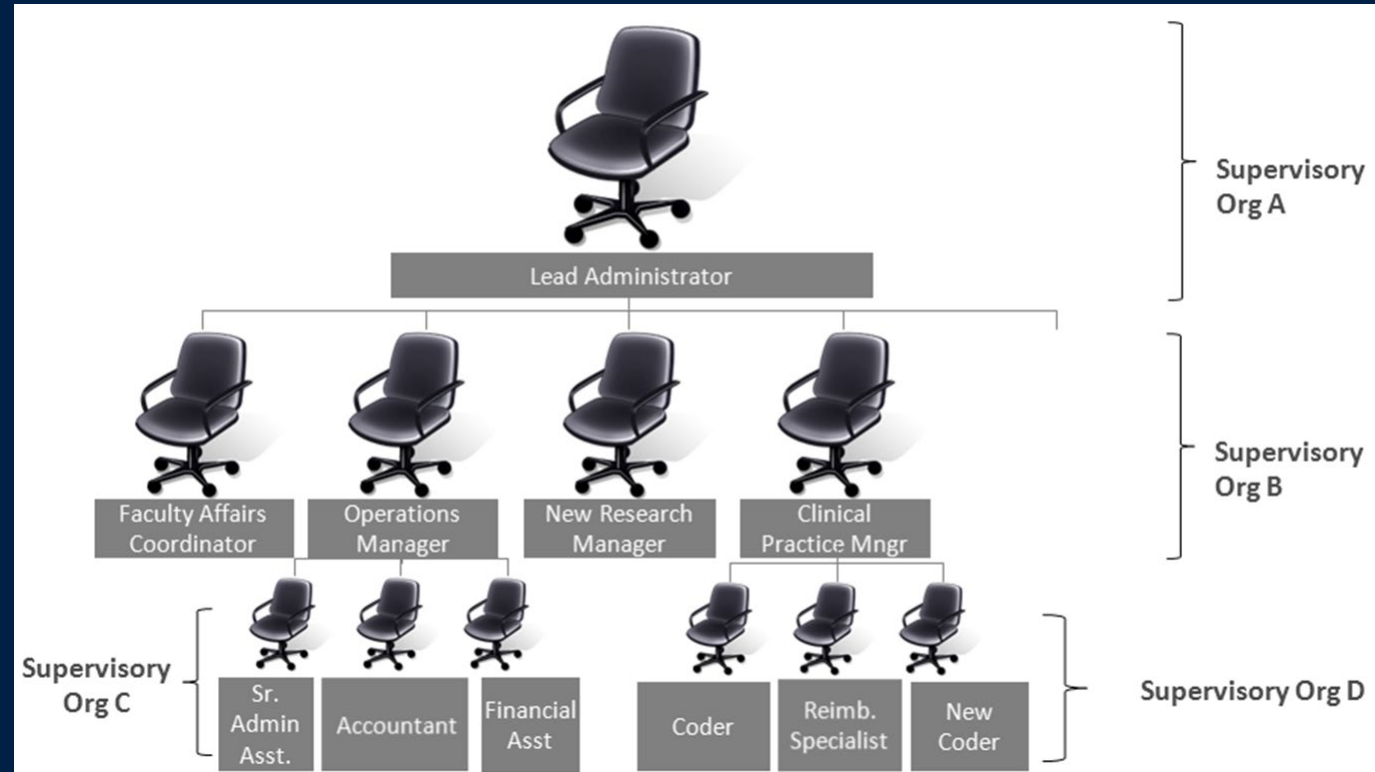 Supervisory
Org A
Lead Administrator
Supervisory
Org B
Faculty Affairs
Coordinator
Operations
Manager
New Research
Manager
Clinical
Practice Mngr
Supervisory
Org C
Sr.
Admin
Asst.
Accountant
Financial
Asst
Coder
Reimb.
Specialist
New
Coder
Supervisory Org D